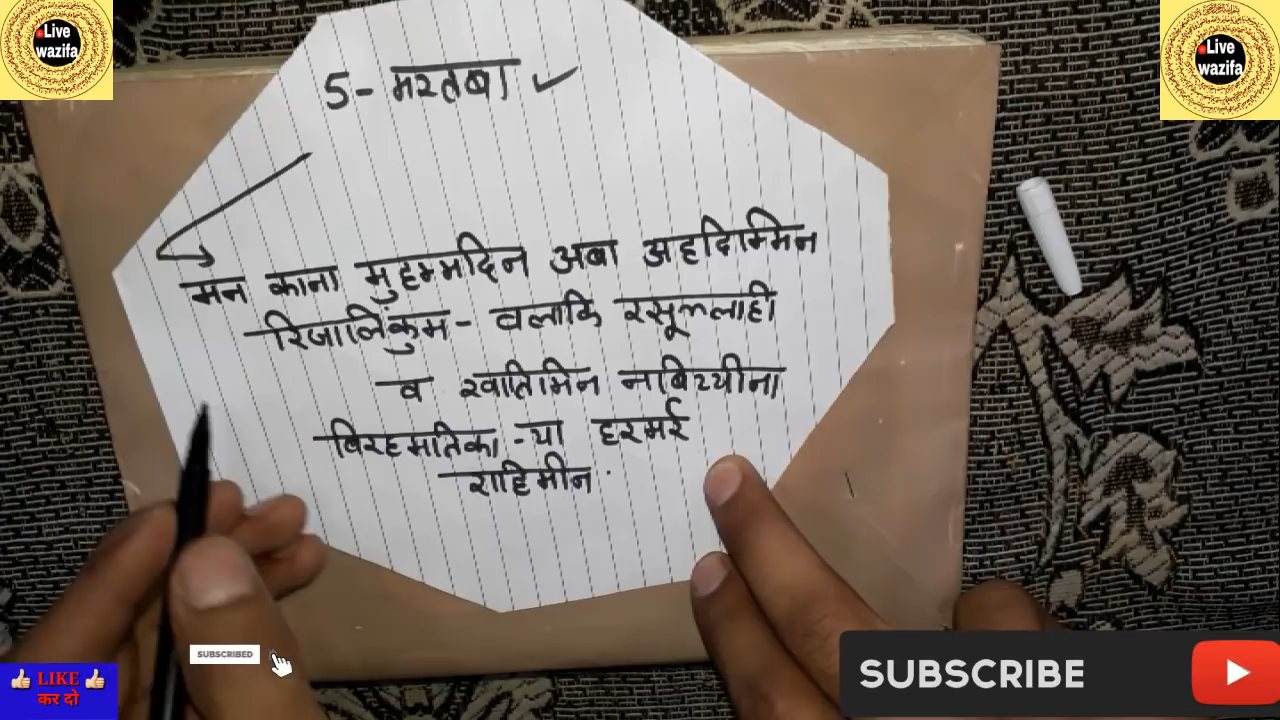 Live
wazifa
Live
wazifa
5- मरतबा
मन काना मुहम्मदिन अबा अहदिम्मिन
रिजालिकुम - वलाकि रसूललाही
व खातिमिन नबिय्यीना
बिरहमतिका - या हरमर्र
राहिमीन
SUBSCRIBED
LIKE
कर दो
SUBSCRIBE